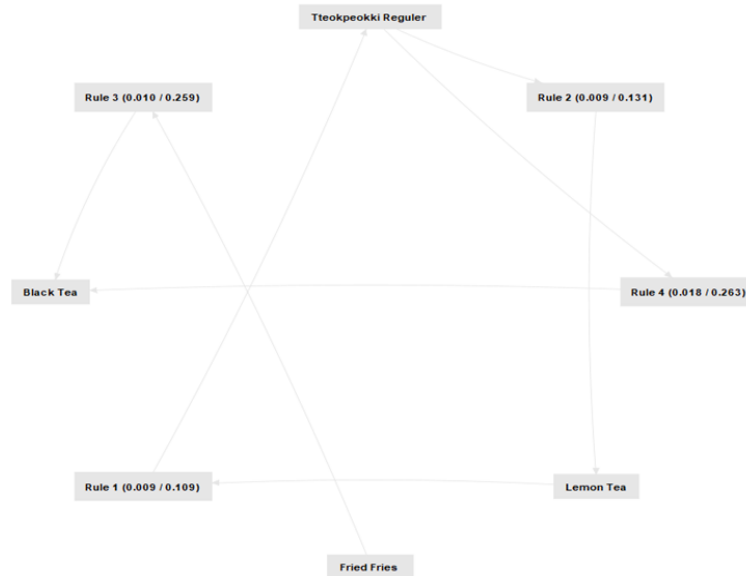 Tteokpeokki Reguler
Rule 3 (0.010 / 0.259)
Rule 2 (0.009 / 0.131)
Black Tea
Rule 4 (0.018 / 0.263)
Rule 1 (0.009 / 0.109)
Lemon Tea
Fried Fries